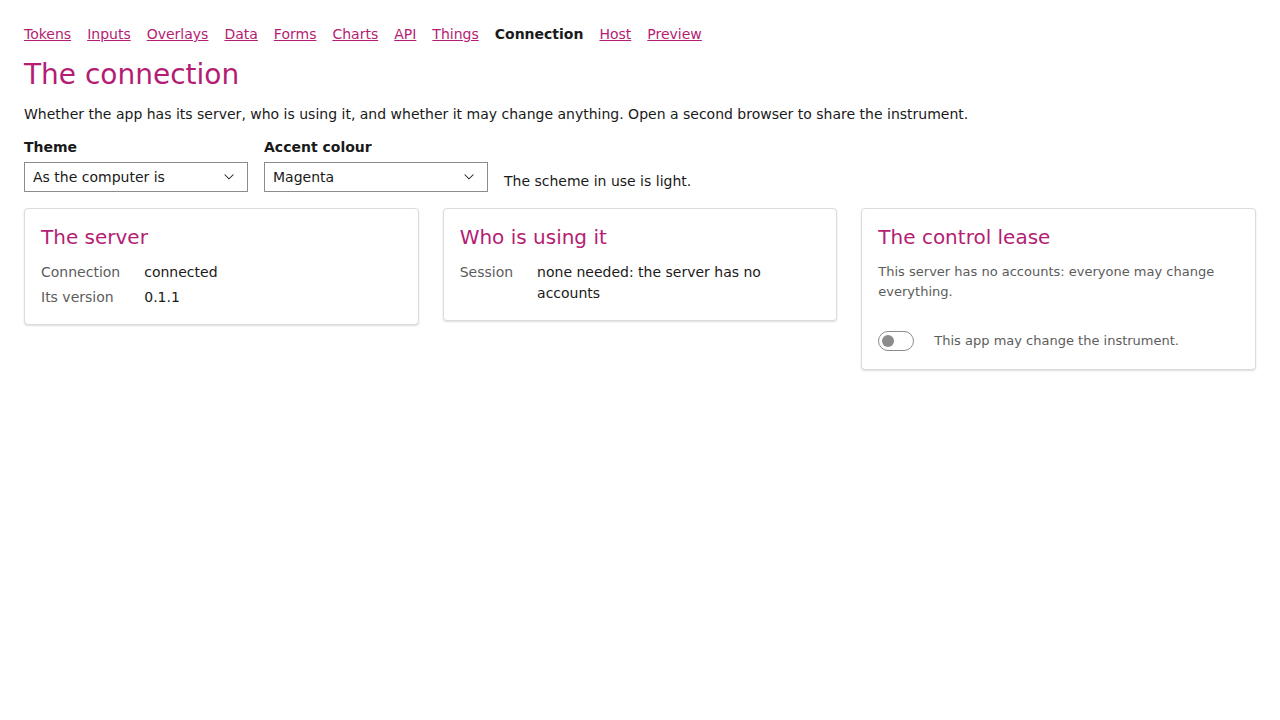 Tokens Inputs Overlays Data Forms Charts API Things Connection Host Preview
The connection
Whether the app has its server, who is using it, and whether it may change anything. Open a second browser to share the instrument.
Theme
Accent colour
As the computer is
Magenta
The scheme in use is light.
The server
Connection connected
Its version 0.1.1
Who is using it
Session none needed: the server has no
accounts
The control lease
This server has no accounts: everyone may change
everything.
This app may change the instrument.